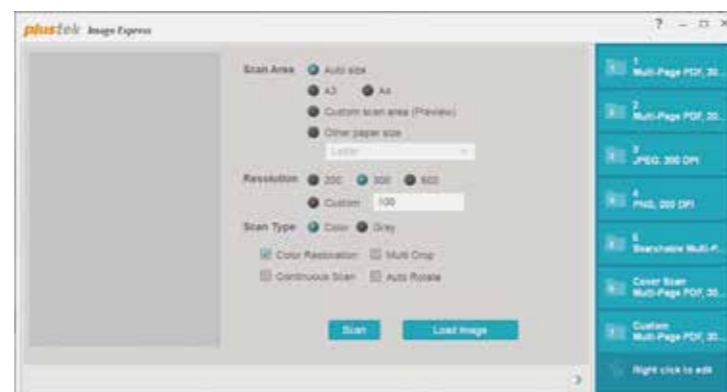 plustek Image Express
?
Scan Area Auto size
A3 A4
Custom scan area (Preview)
Other paper size
Letter
Resolution 200 300 600
Custom 100
Scan Type Color Gray
Color Restoration Multi Crop
Continuous Scan Auto Rotate
Scan Load Image
1
Multi-Page PDF, 30...
2
Multi-Page PDF, 20...
3
JPEG, 300 DPI
4
PNG, 200 DPI
5
Searchable Multi-P...
Cover Scan
Multi-Page PDF, 30...
Custom
Multi-Page PDF, 30...
Right click to edit